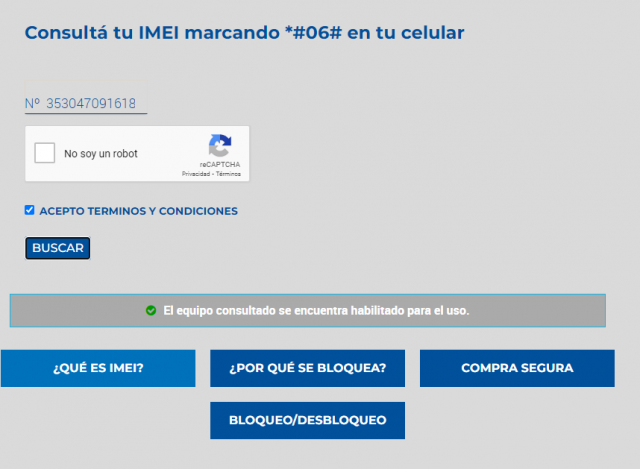 Consultá tu IMEI marcando *#06# en tu celular
Nº 353047091618
No soy un robot
reCAPTCHA
Privacidad - Términos
ACEPTO TERMINOS Y CONDICIONES
BUSCAR
El equipo consultado se encuentra habilitado para el uso.
¿QUÉ ES IMEI?
¿POR QUÉ SE BLOQUEA?
COMPRA SEGURA
BLOQUEO/DESBLOQUEO